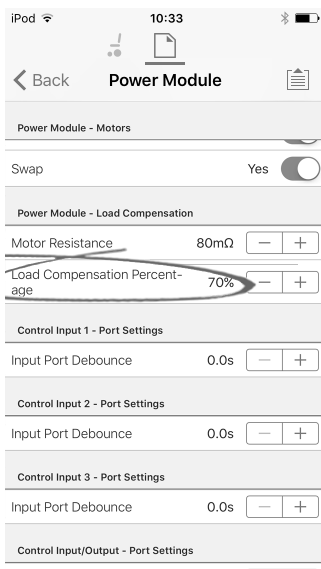 iPod 10:33
Back Power Module
Power Module - Motors
Swap Yes
Power Module - Load Compensation
Motor Resistance 80mΩ − +
Load Compensation Percent-
age 70% − +
Control Input 1 - Port Settings
Input Port Debounce 0.0s − +
Control Input 2 - Port Settings
Input Port Debounce 0.0s − +
Control Input 3 - Port Settings
Input Port Debounce 0.0s − +
Control Input/Output - Port Settings